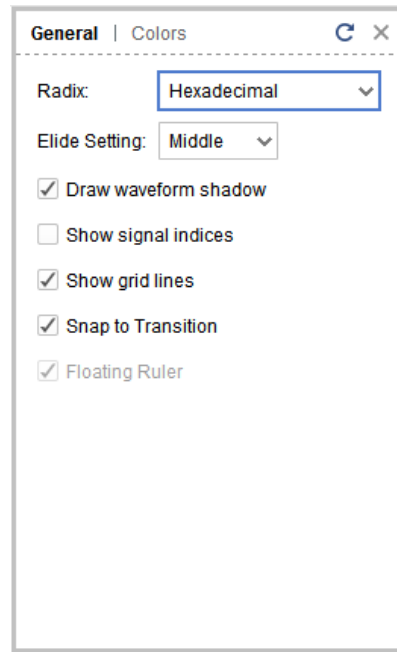 General | Colors
Radix: Hexadecimal
Elide Setting: Middle
Draw waveform shadow
Show signal indices
Show grid lines
Snap to Transition
Floating Ruler